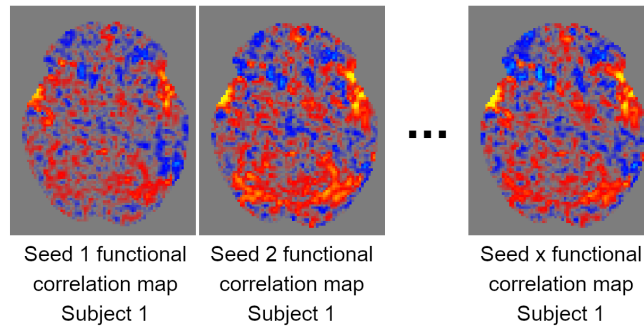 ...
Seed 1 functional
correlation map
Subject 1
Seed 2 functional
correlation map
Subject 1
Seed x functional
correlation map
Subject 1